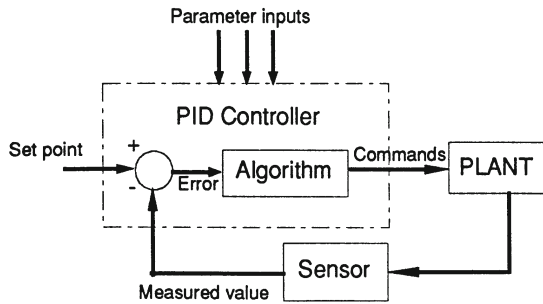 Parameter inputs
PID Controller
+
Set point
-
Error
Algorithm
Commands
PLANT
Sensor
Measured value